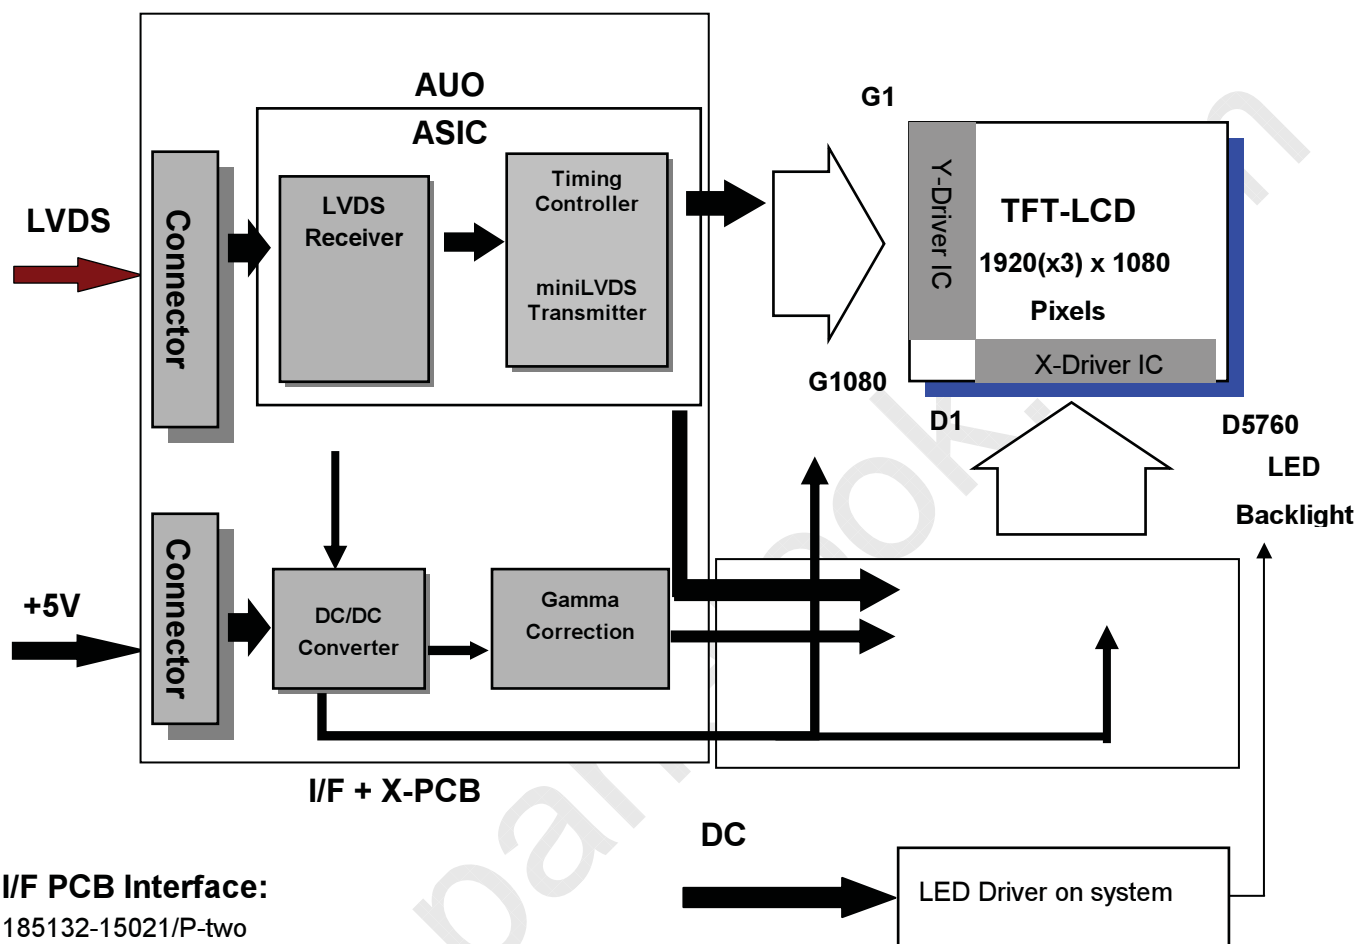 AUO
ASIC
G1
LVDS
Connector
LVDS
Receiver
Timing
Controller
miniLVDS
Transmitter
Y-Driver IC
TFT-LCD
1920(x3) x 1080
Pixels
X-Driver IC
G1080
D1
D5760
LED
Backlight
+5V
Connector
DC/DC
Converter
Gamma
Correction
I/F + X-PCB
DC
LED Driver on system
I/F PCB Interface:
185132-15021/P-two